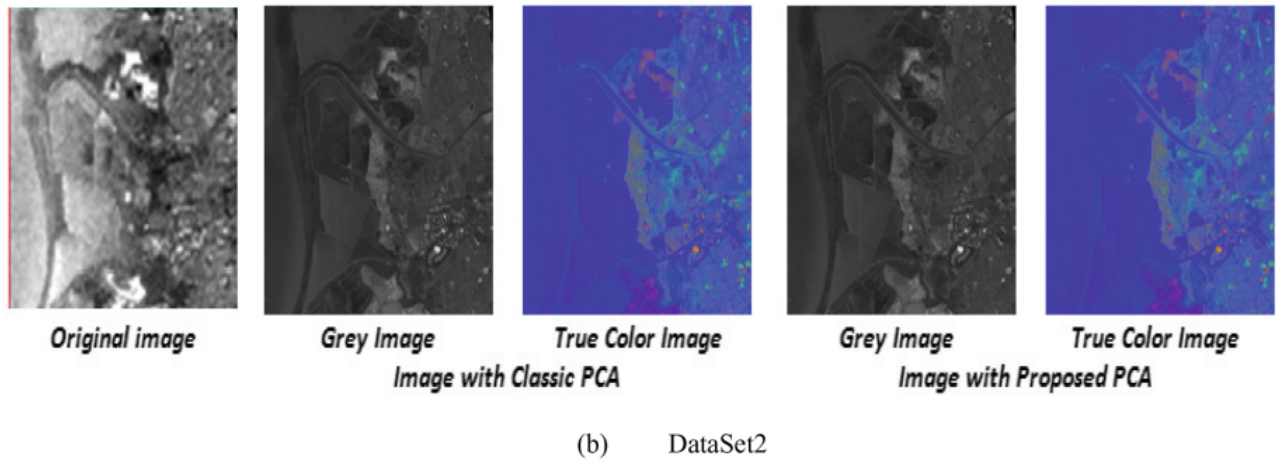 Original image Grey Image True Color Image Grey Image True Color Image
Image with Classic PCA Image with Proposed PCA
(b) DataSet2